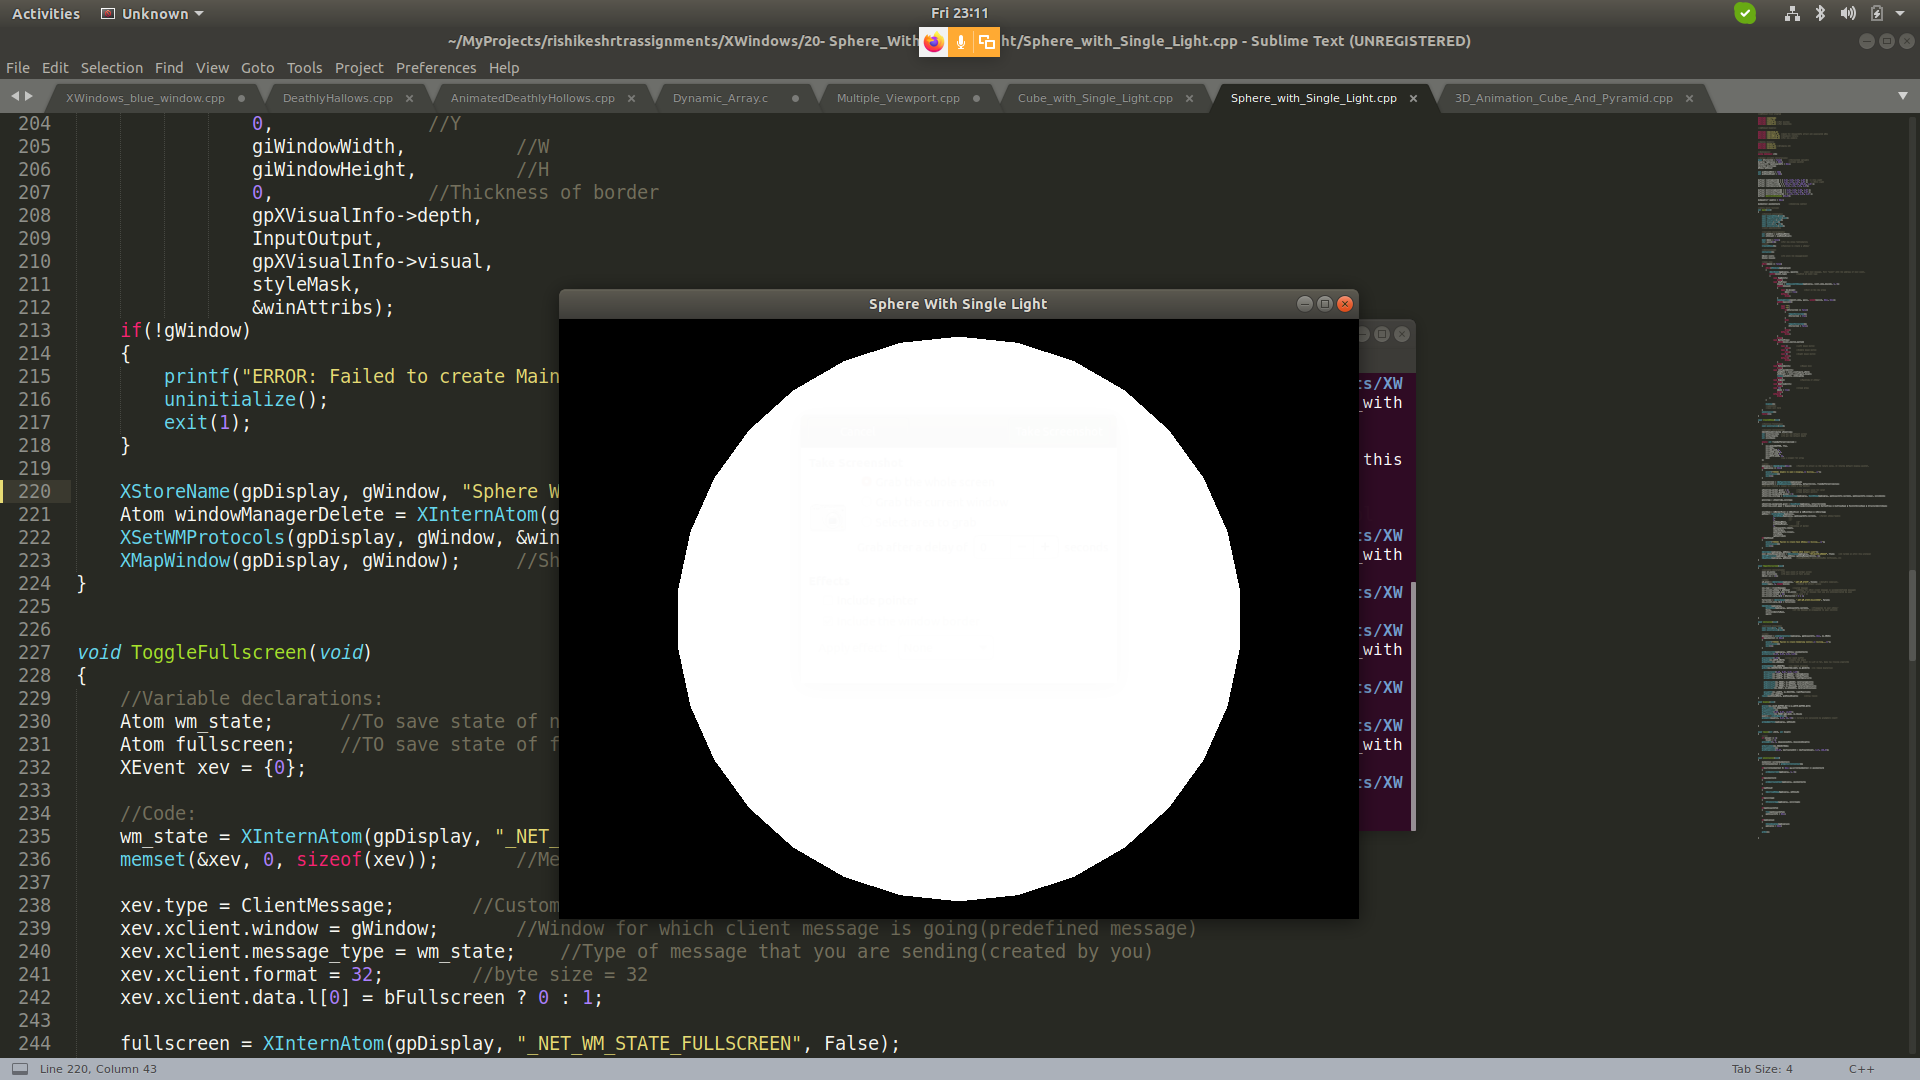 Activities
Unknown
Fri 23:11
~/MyProjects/rishikeshrtrassignments/XWindows/20- Sphere_With ht/Sphere_with_Single_Light.cpp - Sublime Text (UNREGISTERED)
File Edit Selection Find View Goto Tools Project Preferences Help
XWindows_blue_window.cpp DeathlyHallows.cpp AnimatedDeathlyHollows.cpp Dynamic_Array.c Multiple_Viewport.cpp Cube_with_Single_Light.cpp Sphere_with_Single_Light.cpp 3D_Animation_Cube_And_Pyramid.cpp
204 0, //Y
205 giWindowWidth, //W
206 giWindowHeight, //H
207 0, //Thickness of border
208 gpXVisualInfo->depth,
209 InputOutput,
210 gpXVisualInfo->visual,
211 styleMask,
212 &winAttribs);
213 if(!gWindow)
214 {
215 printf("ERROR: Failed to create Main
216 uninitialize();
217 exit(1);
218 }
219
220 XStoreName(gpDisplay, gWindow, "Sphere W
221 Atom windowManagerDelete = XInternAtom(g
222 XSetWMProtocols(gpDisplay, gWindow, &win
223 XMapWindow(gpDisplay, gWindow); //Sh
224 }
225
226
227 void ToggleFullscreen(void)
228 {
229 //Variable declarations:
230 Atom wm_state; //To save state of n
231 Atom fullscreen; //TO save state of f
232 XEvent xev = {0};
233
234 //Code:
235 wm_state = XInternAtom(gpDisplay, "_NET_
236 memset(&xev, 0, sizeof(xev)); //Me
237
238 xev.type = ClientMessage; //Custom
239 xev.xclient.window = gWindow; //Window for which client message is going(predefined message)
240 xev.xclient.message_type = wm_state; //Type of message that you are sending(created by you)
241 xev.xclient.format = 32; //byte size = 32
242 xev.xclient.data.l[0] = bFullscreen ? 0 : 1;
243
244 fullscreen = XInternAtom(gpDisplay, "_NET_WM_STATE_FULLSCREEN", False);
Sphere With Single Light
ts/XW
_with
this
ts/XW
_with
ts/XW
ts/XW
_with
ts/XW
ts/XW
_with
ts/XW
Line 220, Column 43
Tab Size: 4
C++